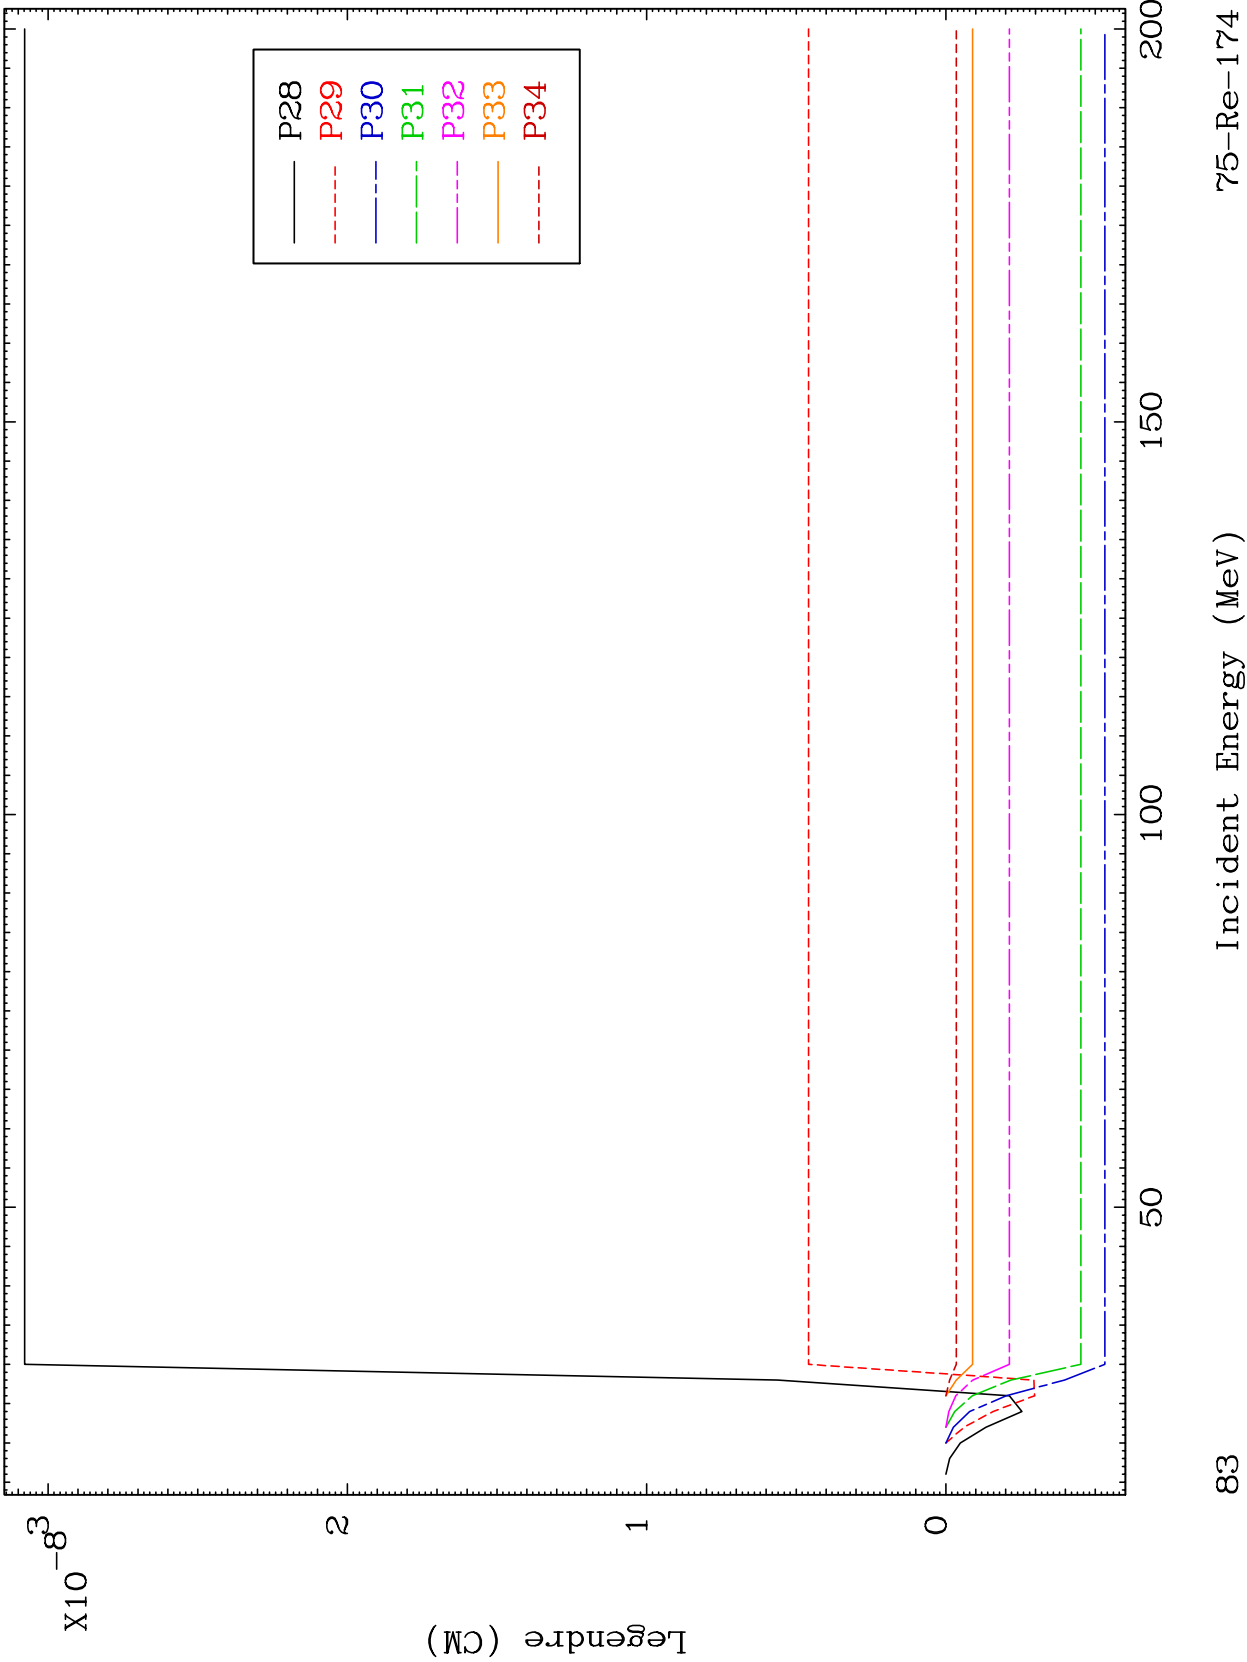 X10-8
3
2
1
0
Legendre (CM)
P28
P29
P30
P31
P32
P33
P34
50
100
150
200
Incident Energy (MeV)
83
75-Re-174